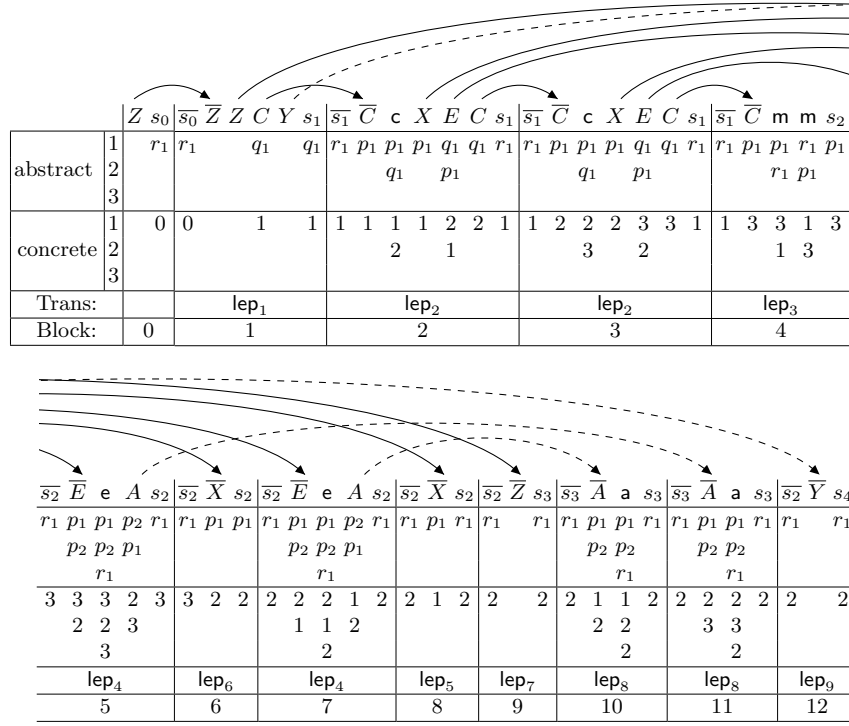 Z s₀ s̅₀̅ Z̅ Z C Y s₁ s̅₁̅ C̅ c X E C s₁ s̅₁̅ C̅ c X E C s₁ s̅₁̅ C̅ m m s₂
abstract 1 r₁ r₁ q₁ q₁ r₁ p₁ p₁ p₁ q₁ q₁ r₁ r₁ p₁ p₁ p₁ q₁ q₁ r₁ r₁ p₁ p₁ r₁ p₁
2 q₁ p₁ q₁ p₁ r₁ p₁
3
concrete 1 0 0 1 1 1 1 1 1 2 2 1 1 2 2 2 3 3 1 1 3 3 1 3
2 2 1 3 2 1 3
3
Trans: lep₁ lep₂ lep₂ lep₃
Block: 0 1 2 3 4
s̅₂̅ E̅ e A s₂ s̅₂̅ X̅ s₂ s̅₂̅ E̅ e A s₂ s̅₂̅ X̅ s₂ s̅₂̅ Z̅ s₃ s̅₃̅ A̅ a s₃ s̅₃̅ A̅ a s₃ s̅₂̅ Y̅ s₄
r₁ p₁ p₁ p₂ r₁ r₁ p₁ p₁ r₁ p₁ p₁ p₂ r₁ r₁ p₁ r₁ r₁ r₁ r₁ p₁ p₁ r₁ r₁ p₁ p₁ r₁ r₁ r₁
p₂ p₂ p₁ p₂ p₂ p₁ p₂ p₂ p₂ p₂
r₁ r₁ r₁ r₁
3 3 3 2 3 3 2 2 2 2 2 1 2 2 1 2 2 2 2 1 1 2 2 2 2 2 2 2
2 2 3 1 1 2 2 2 3 3
3 2 2 2
lep₄ lep₆ lep₄ lep₅ lep₇ lep₈ lep₈ lep₉
5 6 7 8 9 10 11 12